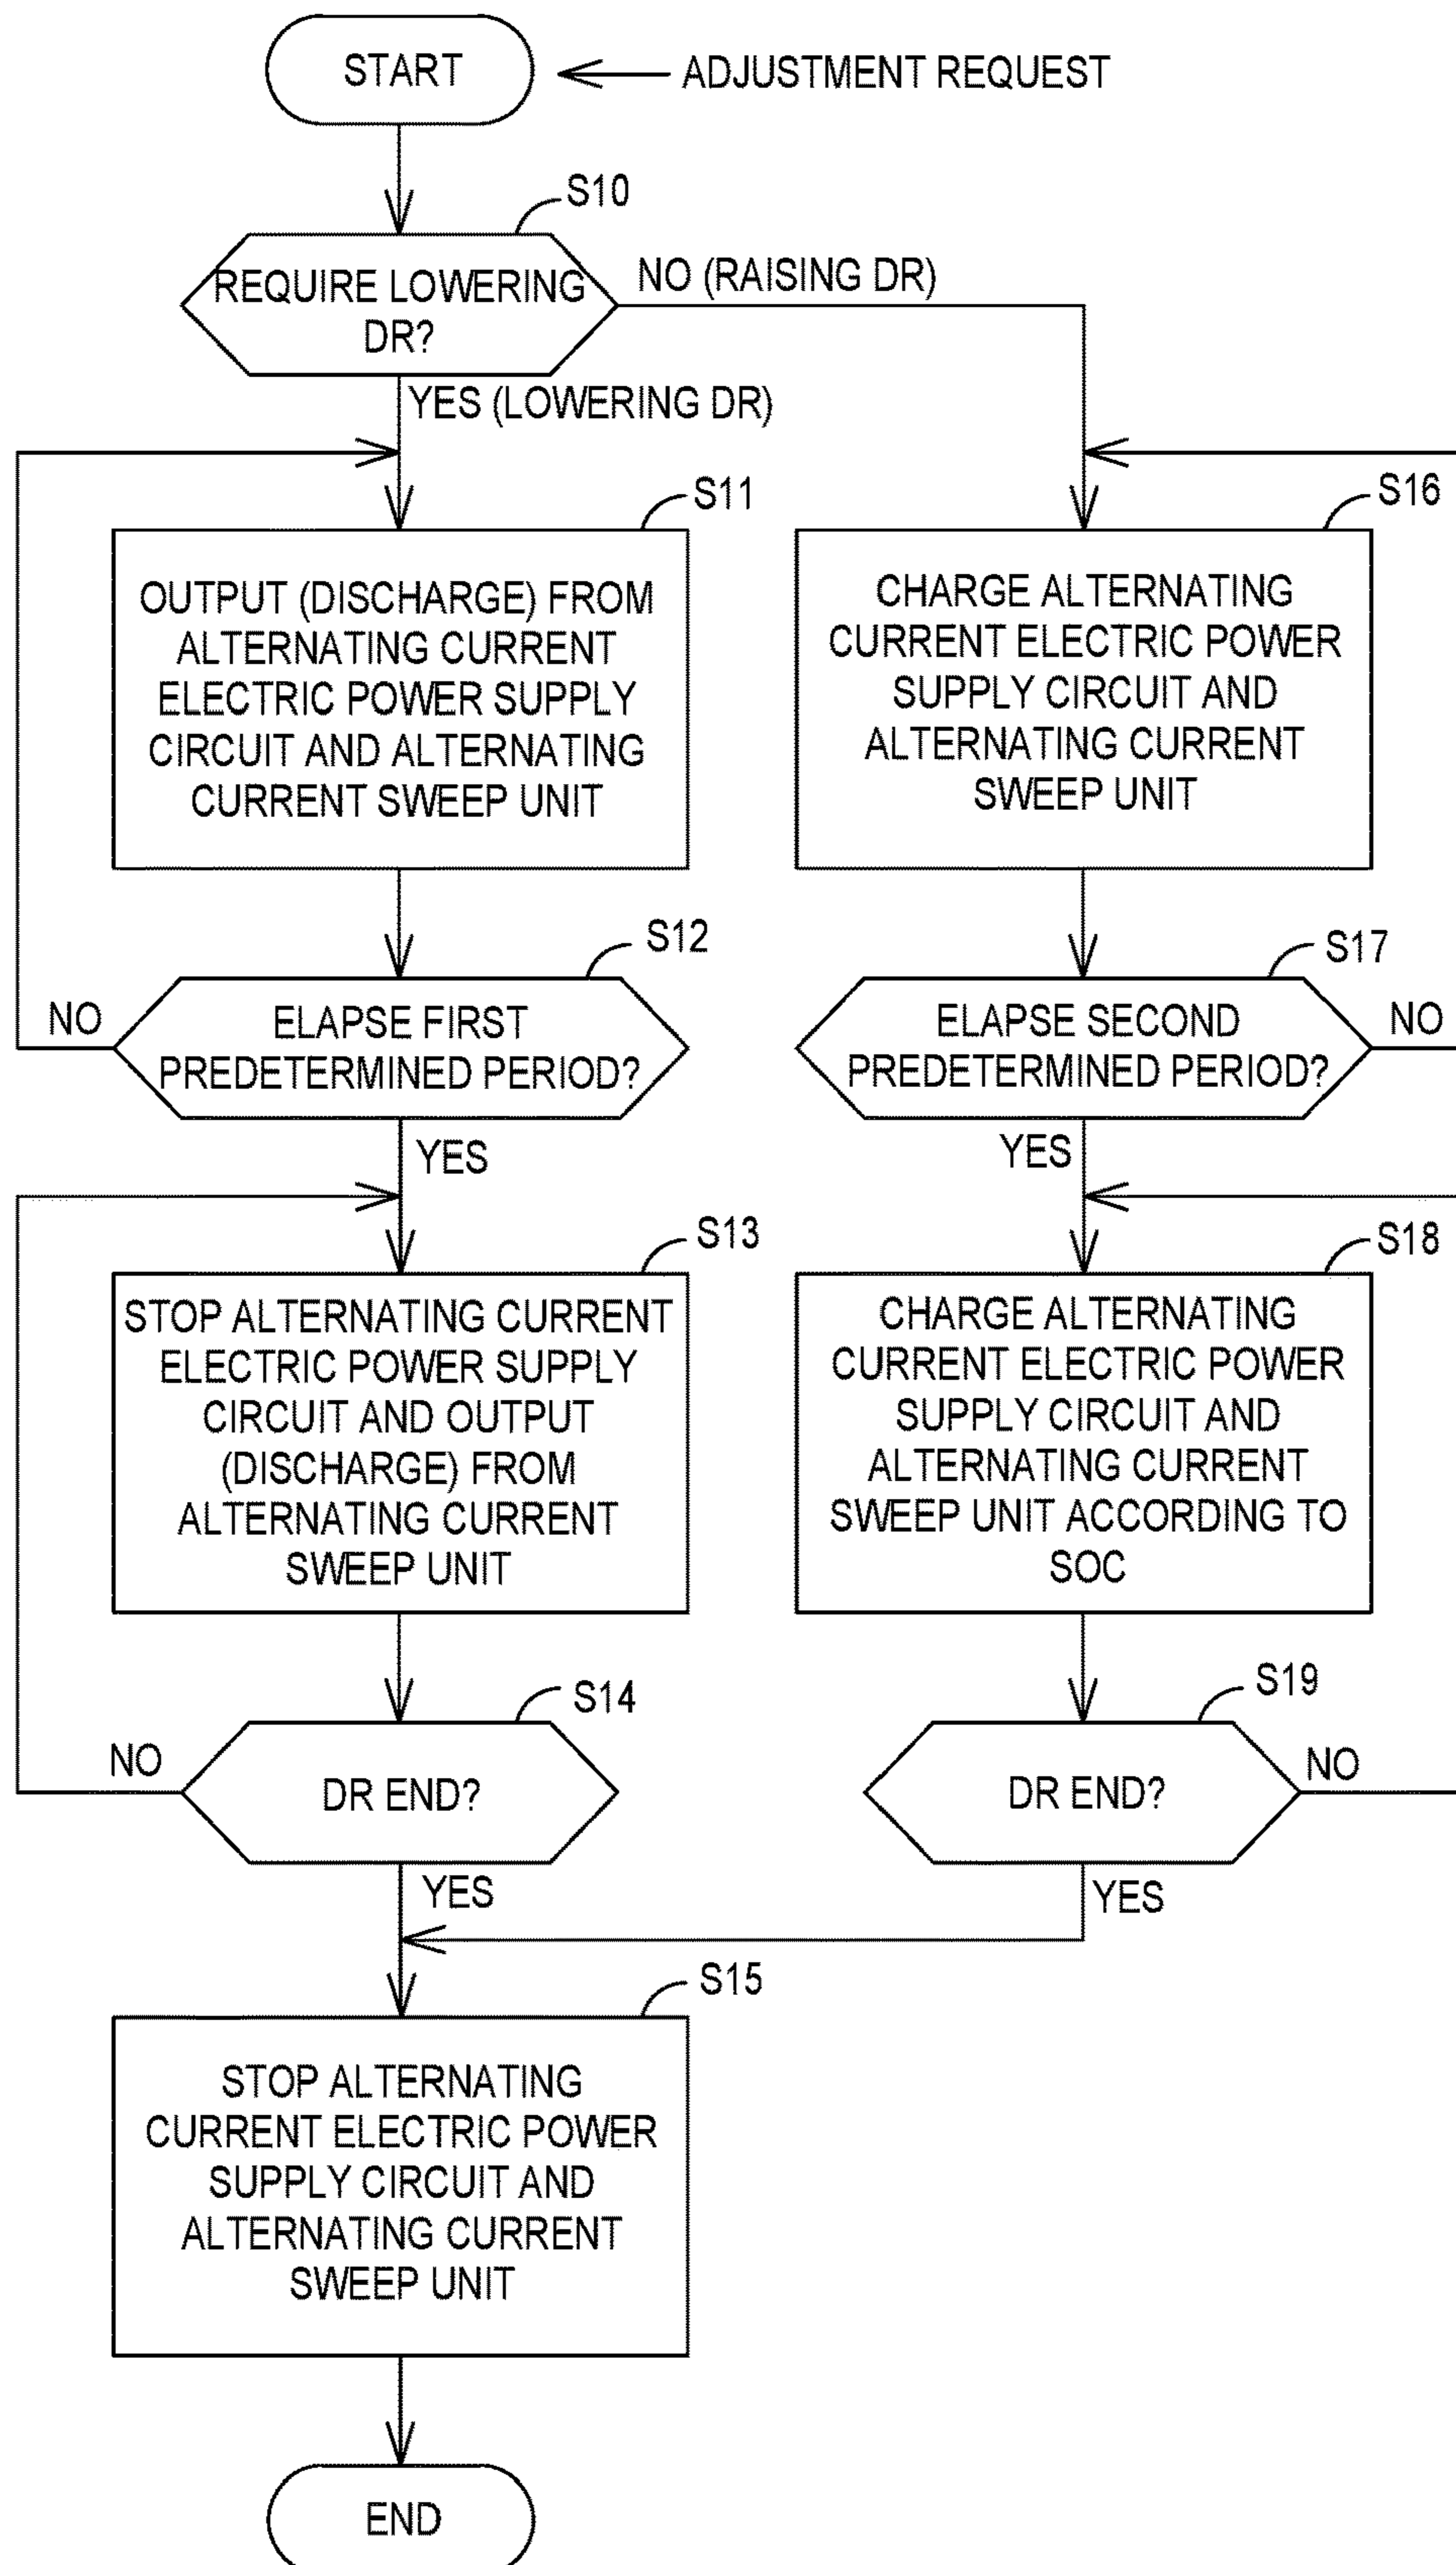 START
ADJUSTMENT REQUEST
S10
REQUIRE LOWERING
DR?
NO (RAISING DR)
YES (LOWERING DR)
S11
OUTPUT (DISCHARGE) FROM
ALTERNATING CURRENT
ELECTRIC POWER SUPPLY
CIRCUIT AND ALTERNATING
CURRENT SWEEP UNIT
S16
CHARGE ALTERNATING
CURRENT ELECTRIC POWER
SUPPLY CIRCUIT AND
ALTERNATING CURRENT
SWEEP UNIT
S12
NO
ELAPSE FIRST
PREDETERMINED PERIOD?
YES
S17
ELAPSE SECOND
PREDETERMINED PERIOD?
NO
YES
S13
STOP ALTERNATING CURRENT
ELECTRIC POWER SUPPLY
CIRCUIT AND OUTPUT
(DISCHARGE) FROM
ALTERNATING CURRENT
SWEEP UNIT
S18
CHARGE ALTERNATING
CURRENT ELECTRIC POWER
SUPPLY CIRCUIT AND
ALTERNATING CURRENT
SWEEP UNIT ACCORDING TO
SOC
S14
NO
DR END?
YES
S19
DR END?
NO
YES
S15
STOP ALTERNATING
CURRENT ELECTRIC POWER
SUPPLY CIRCUIT AND
ALTERNATING CURRENT
SWEEP UNIT
END